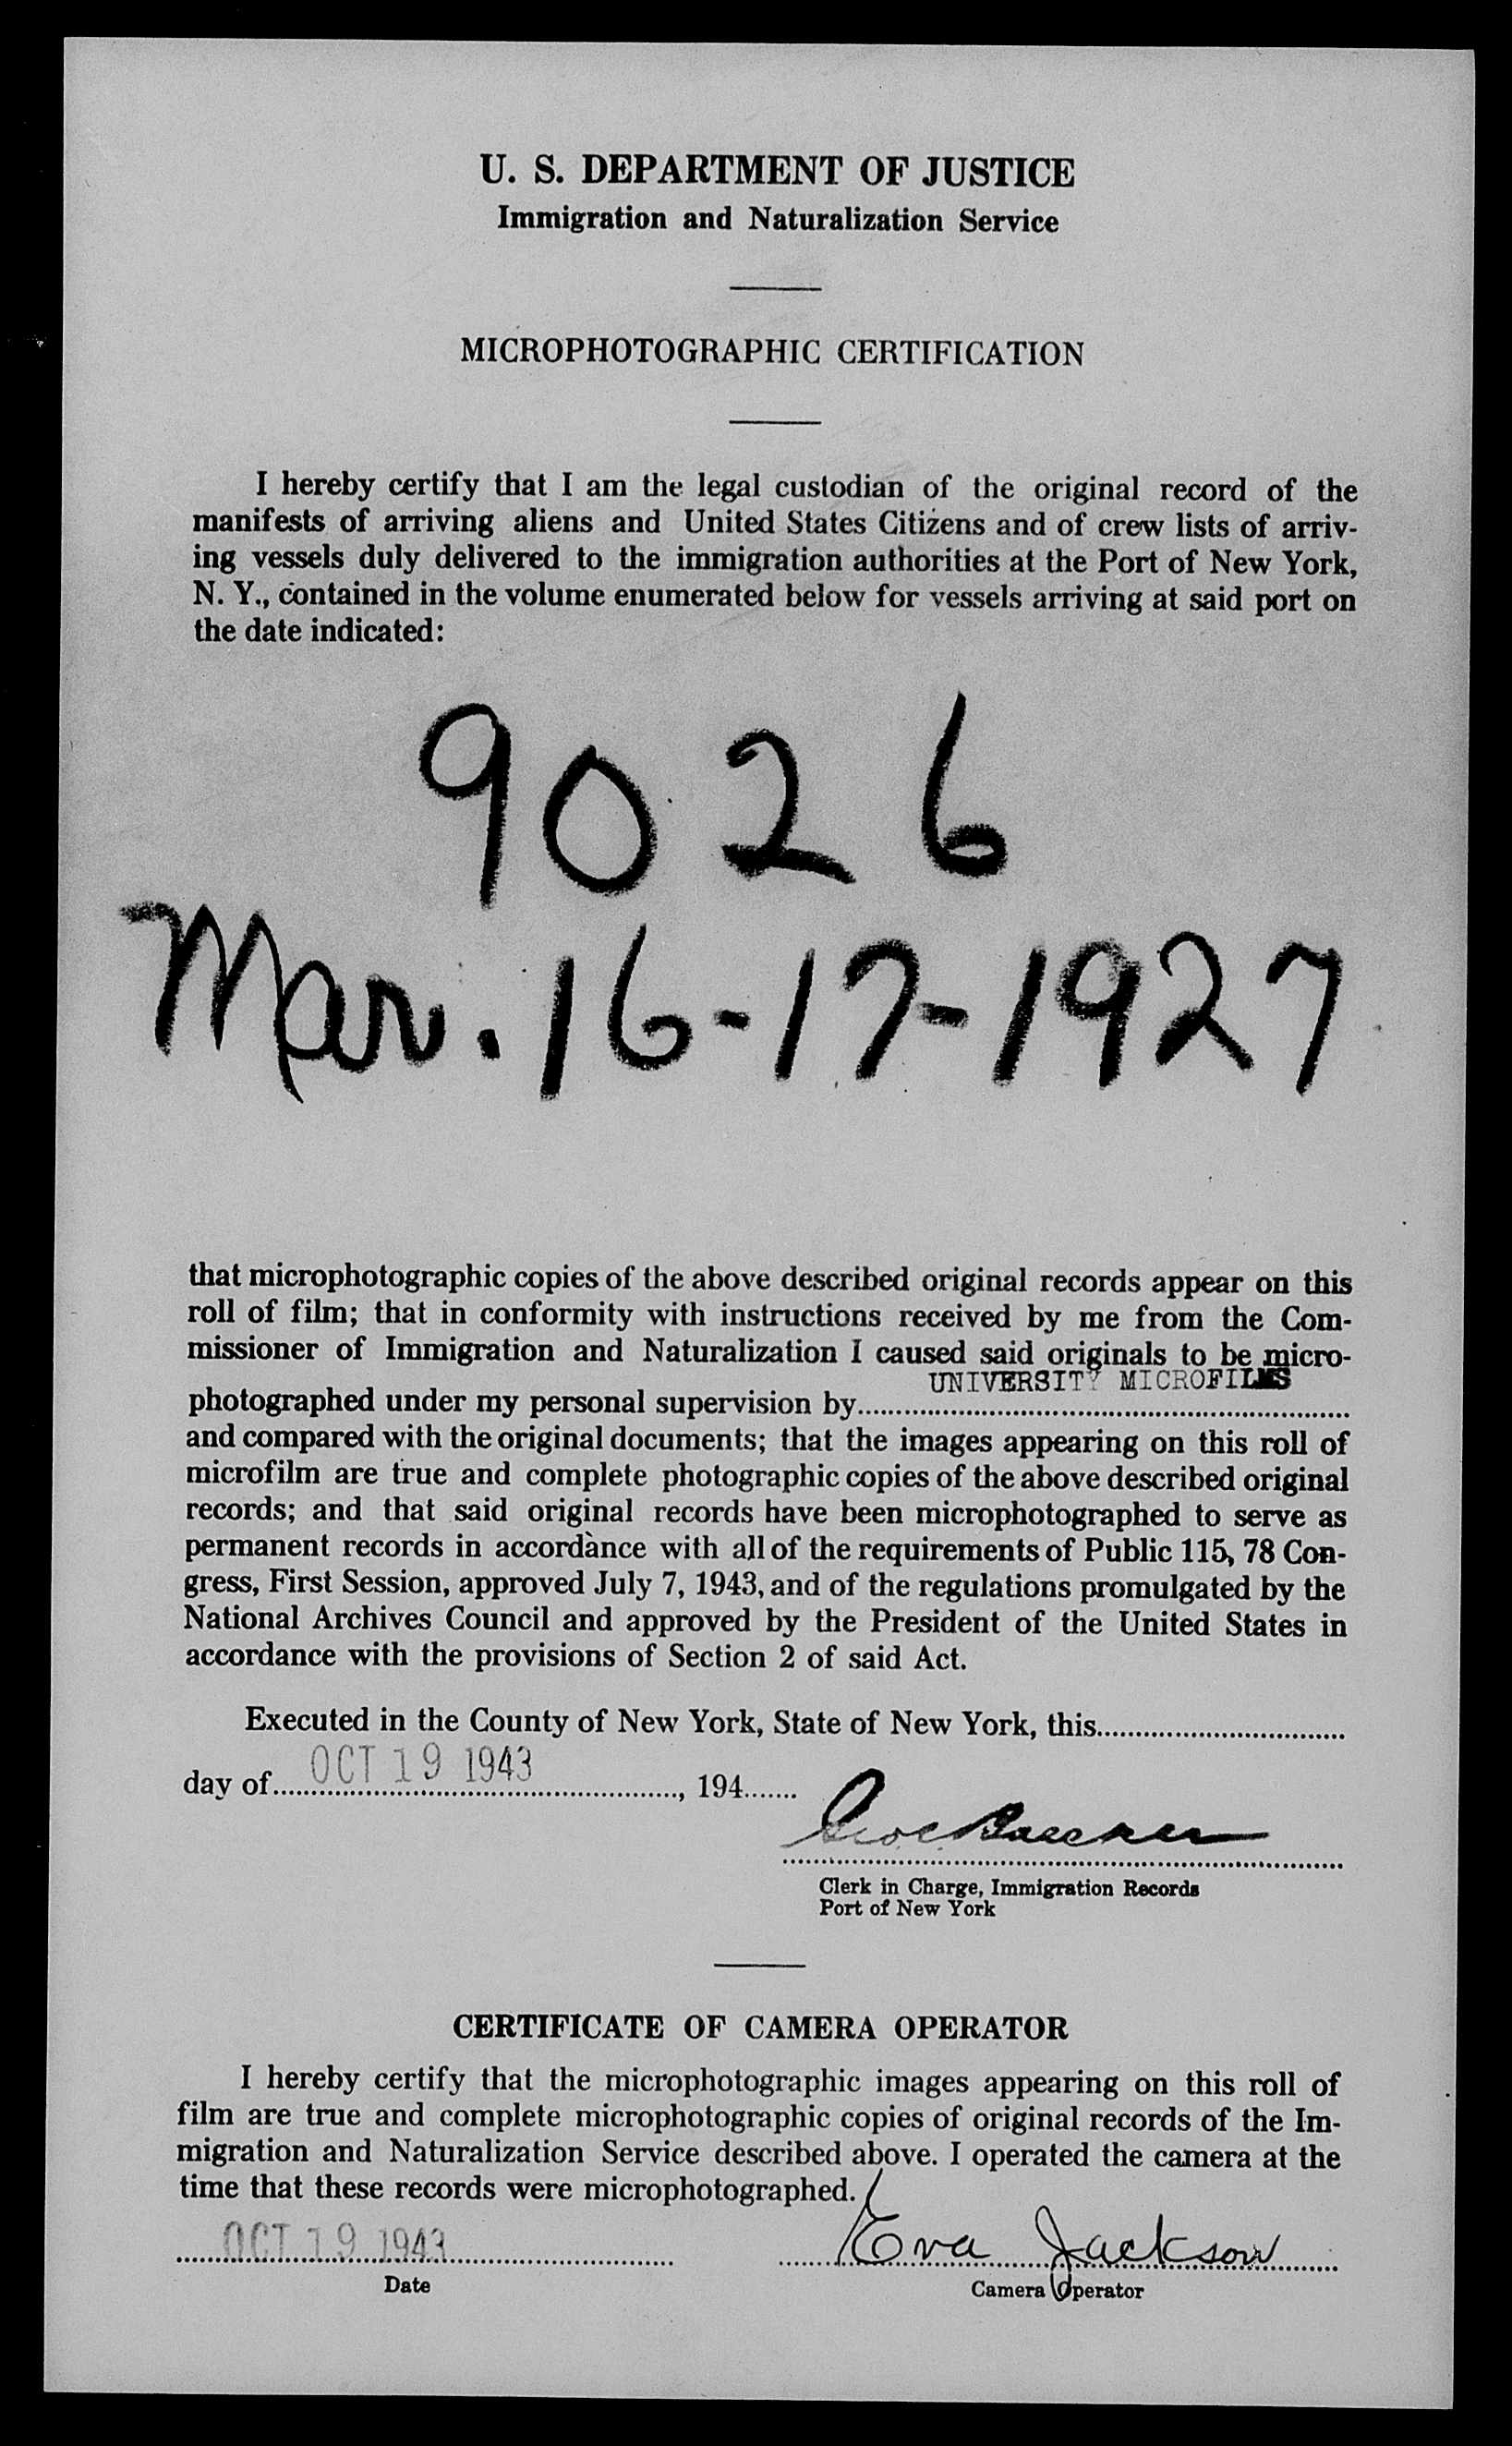 U. S. DEPARTMENT OF JUSTICE
Immigration and Naturalization Service
MICROPHOTOGRAPHIC CERTIFICATION
I hereby certify that I am the legal custodian of the original record of the
manifests of arriving aliens and United States Citizens and of crew lists of arriv-
ing vessels duly delivered to the immigration authorities at the Port of New York,
N. Y., contained in the volume enumerated below for vessels arriving at said port on
the date indicated:
9026
Mar. 16-17-1927
that microphotographic copies of the above described original records appear on this
roll of film; that in conformity with instructions received by me from the Com-
missioner of Immigration and Naturalization I caused said originals to be micro-
UNIVERSITY MICROFILMS
photographed under my personal supervision by
and compared with the original documents; that the images appearing on this roll of
microfilm are true and complete photographic copies of the above described original
records; and that said original records have been microphotographed to serve as
permanent records in accordance with all of the requirements of Public 115, 78 Con-
gress, First Session, approved July 7, 1943, and of the regulations promulgated by the
National Archives Council and approved by the President of the United States in
accordance with the provisions of Section 2 of said Act.
Executed in the County of New York, State of New York, this
day of OCT 19 1943, 194
Clerk in Charge, Immigration Records
Port of New York
CERTIFICATE OF CAMERA OPERATOR
I hereby certify that the microphotographic images appearing on this roll of
film are true and complete microphotographic copies of original records of the Im-
migration and Naturalization Service described above. I operated the camera at the
time that these records were microphotographed.
OCT 19 1943 Eva Jackson
Date Camera Operator